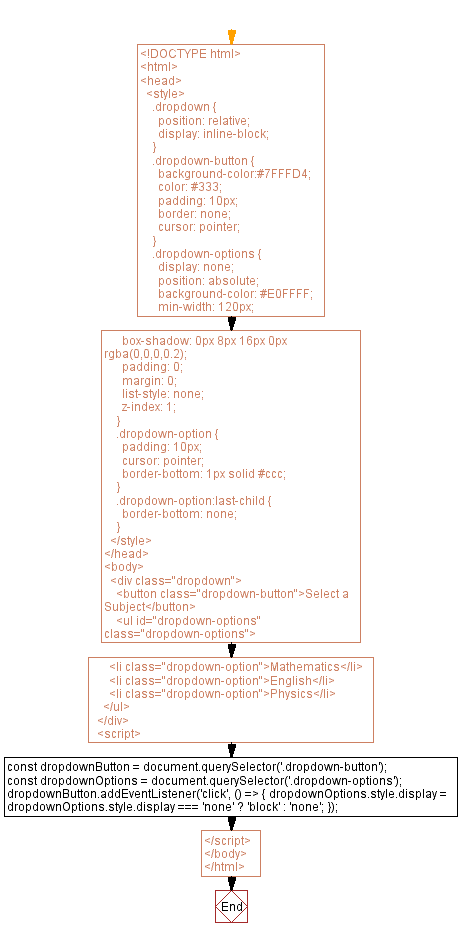 <!DOCTYPE html>
<html>
<head>
<style>
.dropdown {
position: relative;
display: inline-block;
}
.dropdown-button {
background-color:#7FFFD4;
color: #333;
padding: 10px;
border: none;
cursor: pointer;
}
.dropdown-options {
display: none;
position: absolute;
background-color: #E0FFFF;
min-width: 120px;
box-shadow: 0px 8px 16px 0px
rgba(0,0,0,0.2);
padding: 0;
margin: 0;
list-style: none;
z-index: 1;
}
.dropdown-option {
padding: 10px;
cursor: pointer;
border-bottom: 1px solid #ccc;
}
.dropdown-option:last-child {
border-bottom: none;
}
</style>
</head>
<body>
<div class="dropdown">
<button class="dropdown-button">Select a
Subject</button>
<ul id="dropdown-options"
class="dropdown-options">
<li class="dropdown-option">Mathematics</li>
<li class="dropdown-option">English</li>
<li class="dropdown-option">Physics</li>
</ul>
</div>
<script>
const dropdownButton = document.querySelector('.dropdown-button');
const dropdownOptions = document.querySelector('.dropdown-options');
dropdownButton.addEventListener('click', () => { dropdownOptions.style.display =
dropdownOptions.style.display === 'none' ? 'block' : 'none'; });
</script>
</body>
</html>
End